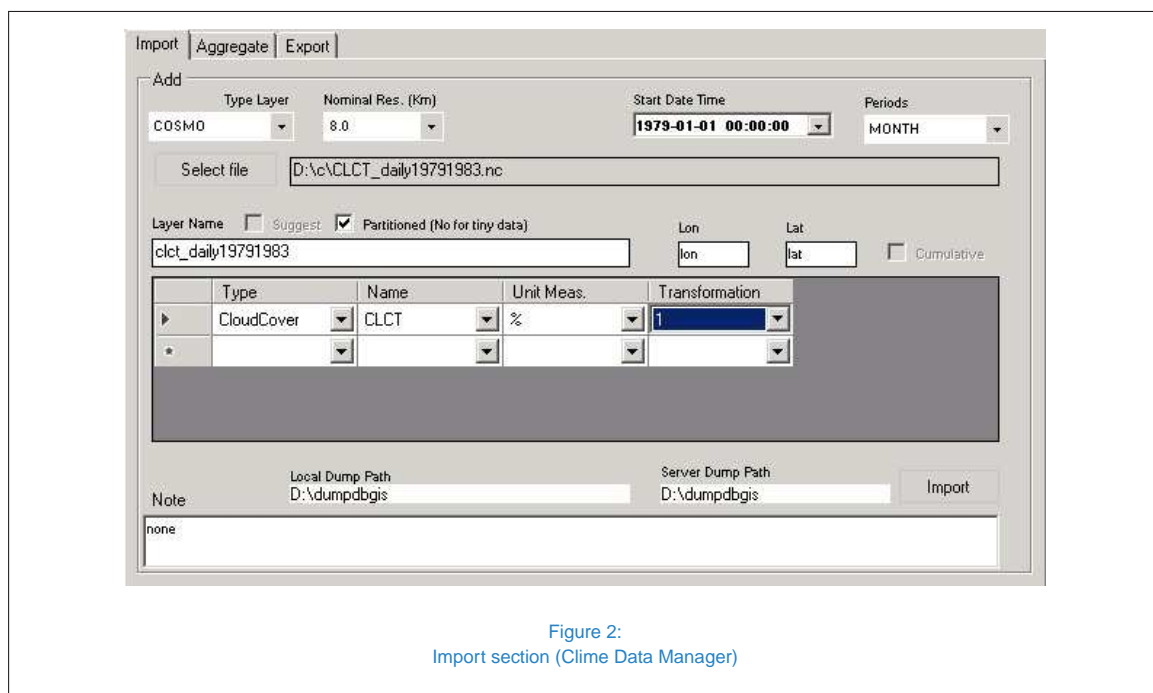 Import Aggregate Export
Add
Type Layer Nominal Res. (Km) Start Date Time Periods
COSMO 8.0 1979-01-01 00:00:00 MONTH
Select file D:\c\CLCT_daily19791983.nc
Layer Name Suggest Partitioned (No for tiny data) Lon Lat
clct_daily19791983 lon lat Cumulative
Type Name Unit Meas. Transformation
CloudCover CLCT % 1
*
Local Dump Path Server Dump Path
Note D:\dumpdbgis D:\dumpdbgis Import
none
Figure 2:
Import section (Clime Data Manager)